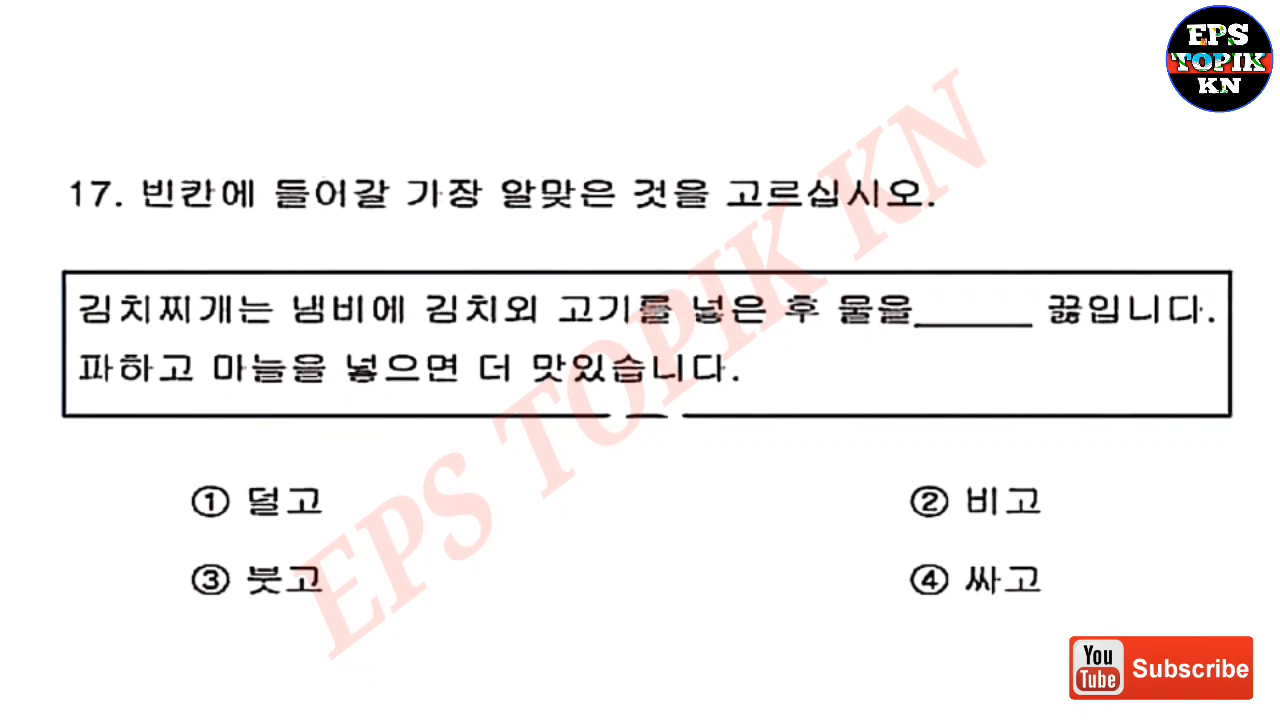 EPS
TOPIK
KN
17. 빈칸에 들어갈 가장 알맞은 것을 고르십시오.
김치찌개는 냄비에 김치외 고기를 넣은 후 물을______ 끓입니다.
파하고 마늘을 넣으면 더 맛있습니다.
① 덜고
② 비고
③ 붓고
④ 싸고
EPS TOPIK KN
You
Tube
Subscribe